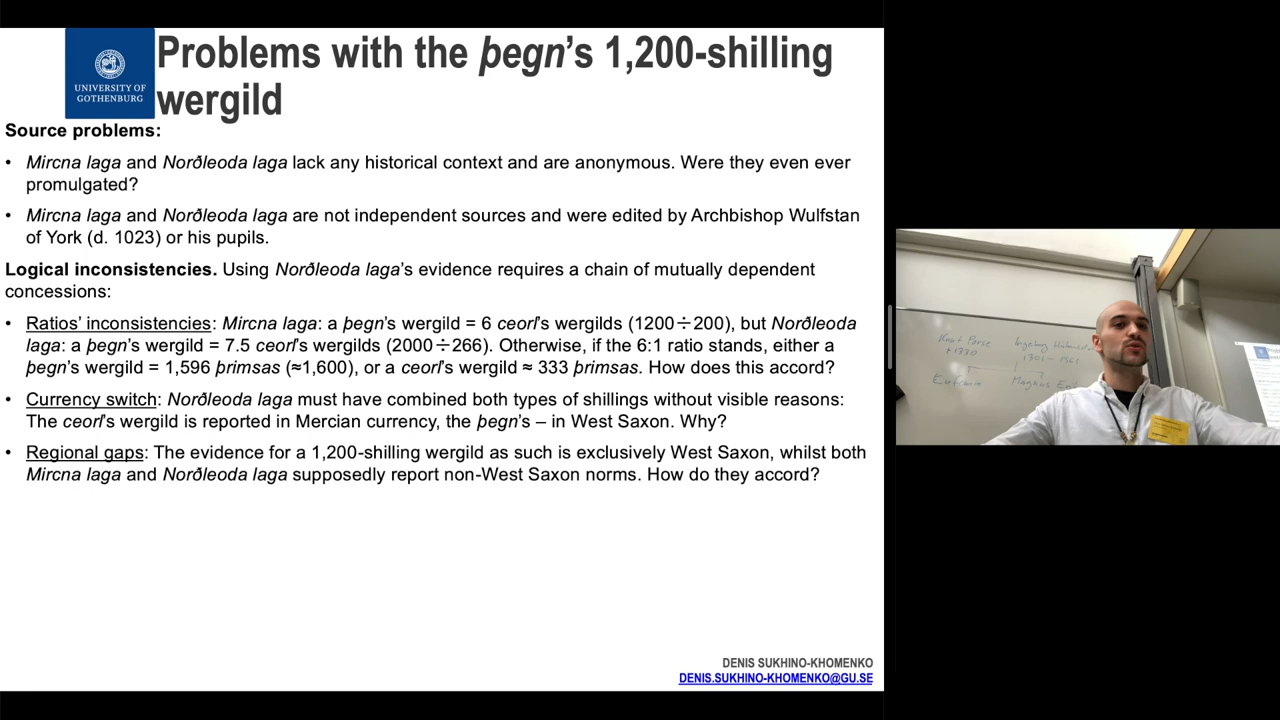 UNIVERSITY OF
GOTHENBURG
Problems with the þegn’s 1,200-shilling
wergild
Source problems:
• Mircna laga and Norðleoda laga lack any historical context and are anonymous. Were they even ever
promulgated?
• Mircna laga and Norðleoda laga are not independent sources and were edited by Archbishop Wulfstan
of York (d. 1023) or his pupils.
Logical inconsistencies. Using Norðleoda laga’s evidence requires a chain of mutually dependent
concessions:
• Ratios’ inconsistencies: Mircna laga: a þegn’s wergild = 6 ceorl’s wergilds (1200÷200), but Norðleoda
laga: a þegn’s wergild = 7.5 ceorl’s wergilds (2000÷266). Otherwise, if the 6:1 ratio stands, either a
þegn’s wergild = 1,596 þrimsas (≈1,600), or a ceorl’s wergild ≈ 333 þrimsas. How does this accord?
• Currency switch: Norðleoda laga must have combined both types of shillings without visible reasons:
The ceorl’s wergild is reported in Mercian currency, the þegn’s – in West Saxon. Why?
• Regional gaps: The evidence for a 1,200-shilling wergild as such is exclusively West Saxon, whilst both
Mircna laga and Norðleoda laga supposedly report non-West Saxon norms. How do they accord?
DENIS SUKHINO-KHOMENKO
DENIS.SUKHINO-KHOMENKO@GU.SE
Knut Porse
†1330
Ingeborg
1301 – 1361
Magnus